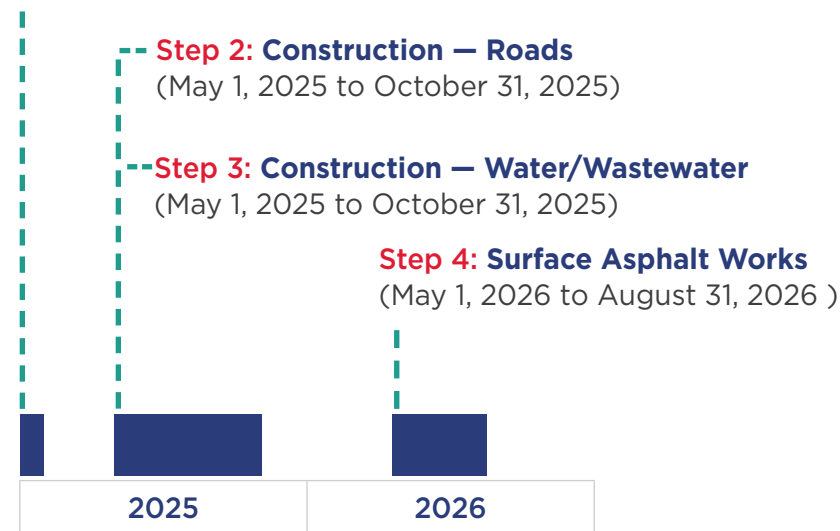 Step 2: Construction — Roads
(May 1, 2025 to October 31, 2025)
Step 3: Construction — Water/Wastewater
(May 1, 2025 to October 31, 2025)
Step 4: Surface Asphalt Works
(May 1, 2026 to August 31, 2026 )
2025 2026